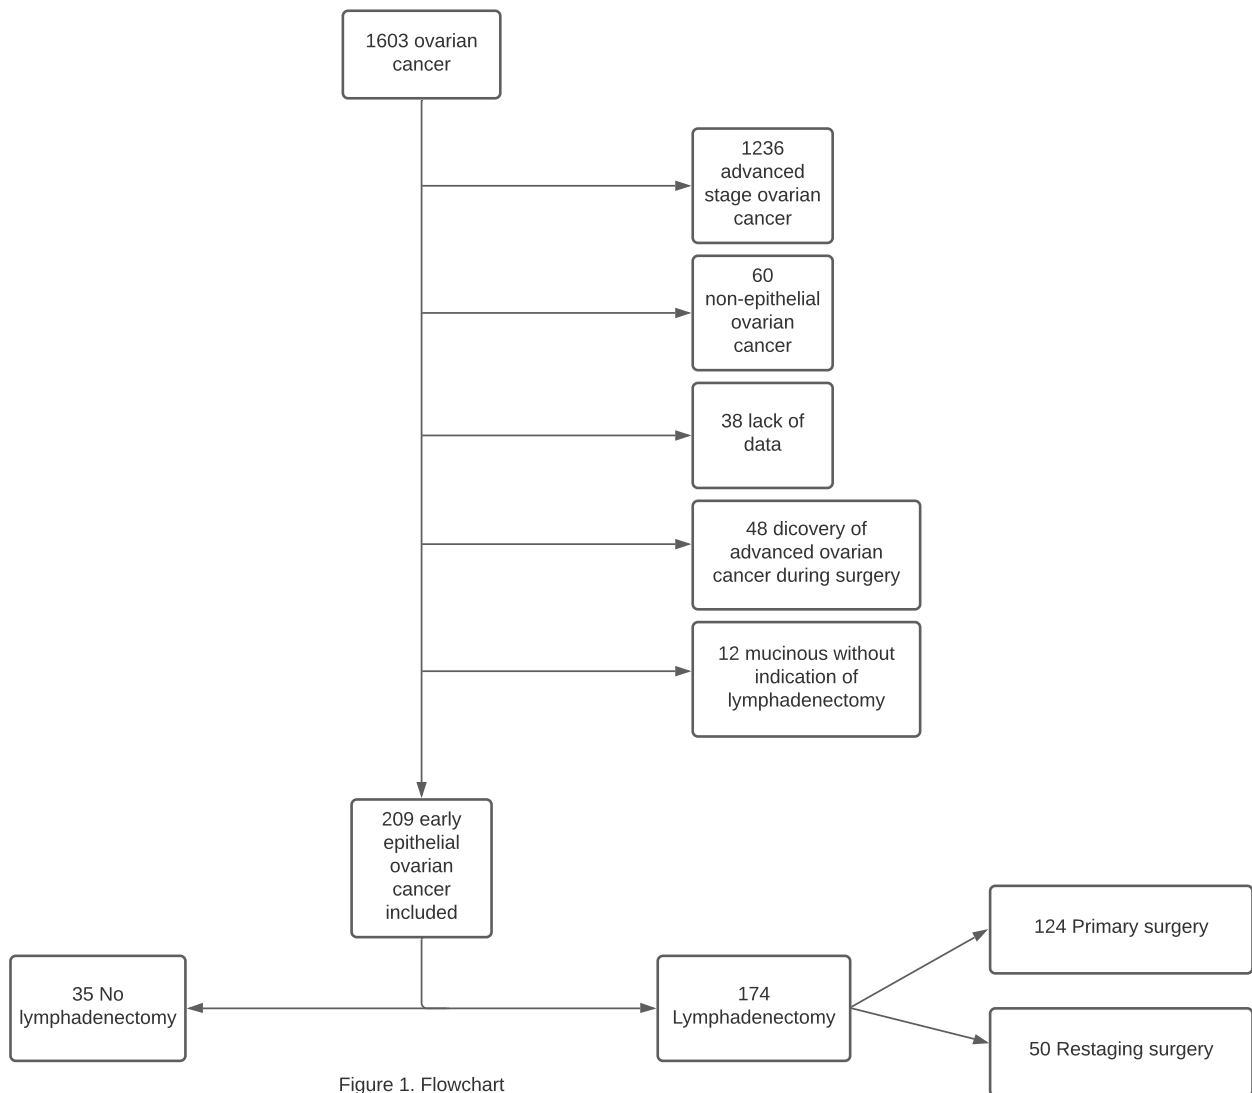 1603 ovarian
cancer
1236
advanced
stage ovarian
cancer
60
non-epithelial
ovarian
cancer
38 lack of
data
48 dicovery of
advanced ovarian
cancer during surgery
12 mucinous without
indication of
lymphadenectomy
209 early
epithelial
ovarian
cancer
included
35 No
lymphadenectomy
174
Lymphadenectomy
124 Primary surgery
50 Restaging surgery
Figure 1. Flowchart